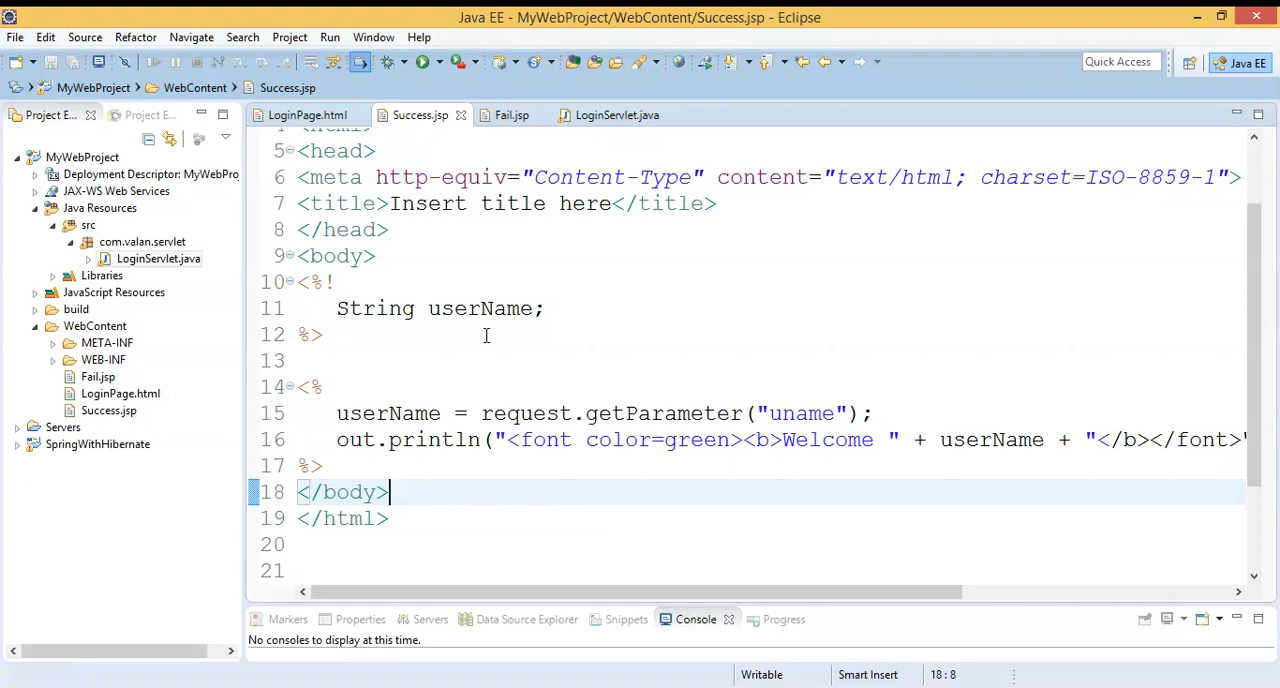 Java EE - MyWebProject/WebContent/Success.jsp - Eclipse
File Edit Source Refactor Navigate Search Project Run Window Help
Quick Access Java EE
MyWebProject WebContent Success.jsp
Project E... Project E...
LoginPage.html Success.jsp Fail.jsp LoginServlet.java
MyWebProject
Deployment Descriptor: MyWebPro
JAX-WS Web Services
Java Resources
src
com.valan.servlet
LoginServlet.java
Libraries
JavaScript Resources
build
WebContent
META-INF
WEB-INF
Fail.jsp
LoginPage.html
Success.jsp
Servers
SpringWithHibernate
4 <html>
5 <head>
6 <meta http-equiv="Content-Type" content="text/html; charset=ISO-8859-1">
7 <title>Insert title here</title>
8 </head>
9 <body>
10 <%!
11 String userName;
12 %>
13
14 <%
15 userName = request.getParameter("uname");
16 out.println("<font color=green><b>Welcome " + userName + "</b></font>"
17 %>
18 </body>
19 </html>
20
21
Markers Properties Servers Data Source Explorer Snippets Console Progress
No consoles to display at this time.
Writable Smart Insert 18 : 8